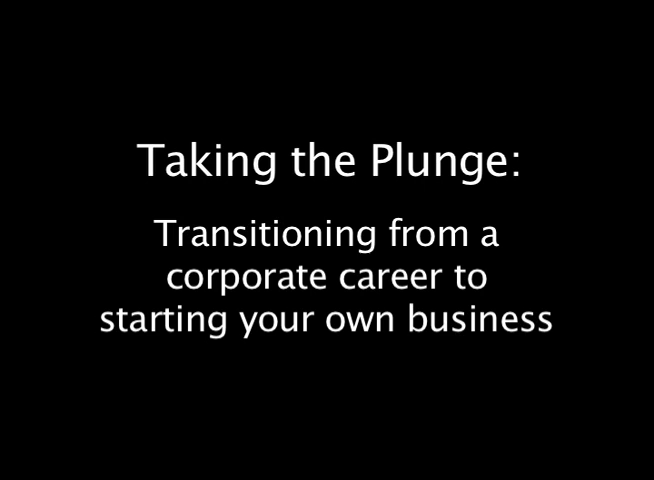 Taking the Plunge:
Transitioning from a
corporate career to
starting your own business